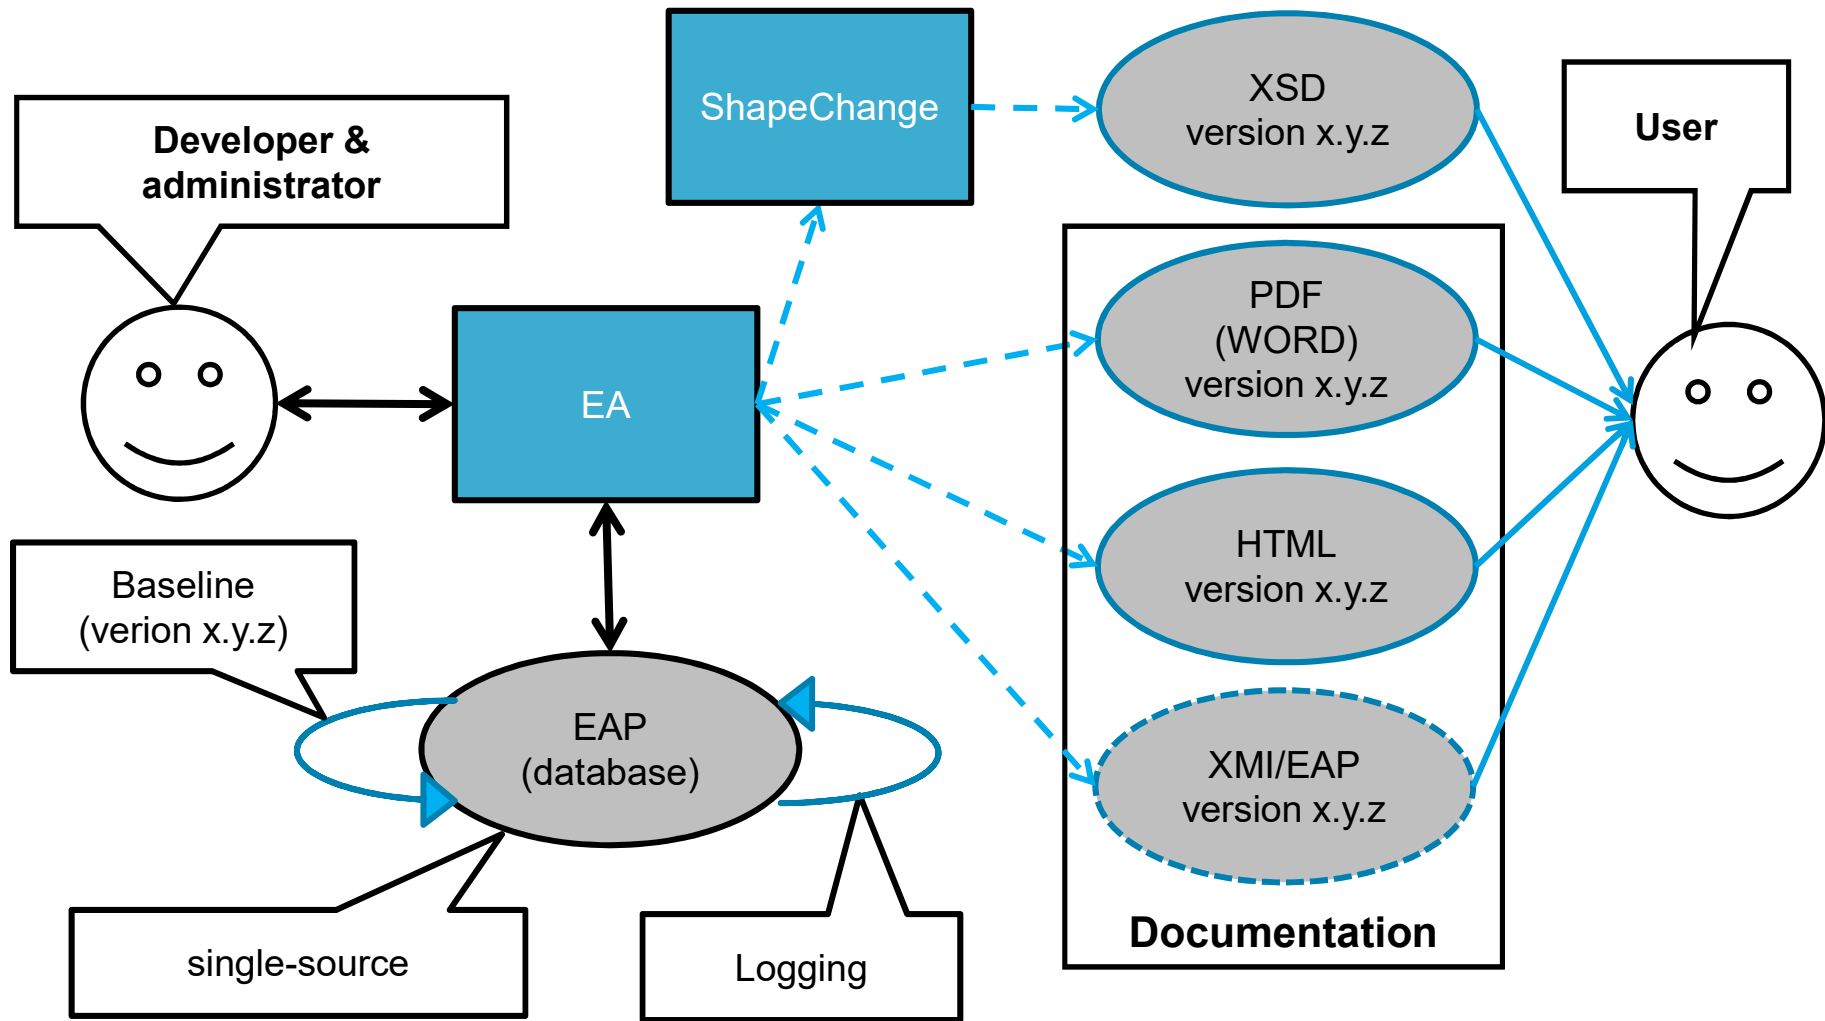 ShapeChange
XSD
version x.y.z
User
Developer &
administrator
PDF
(WORD)
version x.y.z
EA
HTML
version x.y.z
Baseline
(verion x.y.z)
EAP
(database)
XMI/EAP
version x.y.z
Documentation
single-source
Logging